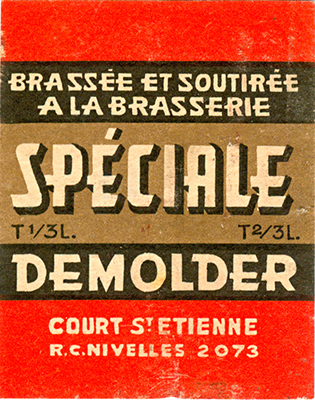 BRASSÉE ET SOUTIRÉE
A LA BRASSERIE
SPÉCIALE
T 1/3 L. T 2/3 L.
DEMOLDER
COURT ST ETIENNE
R.C. NIVELLES 2073